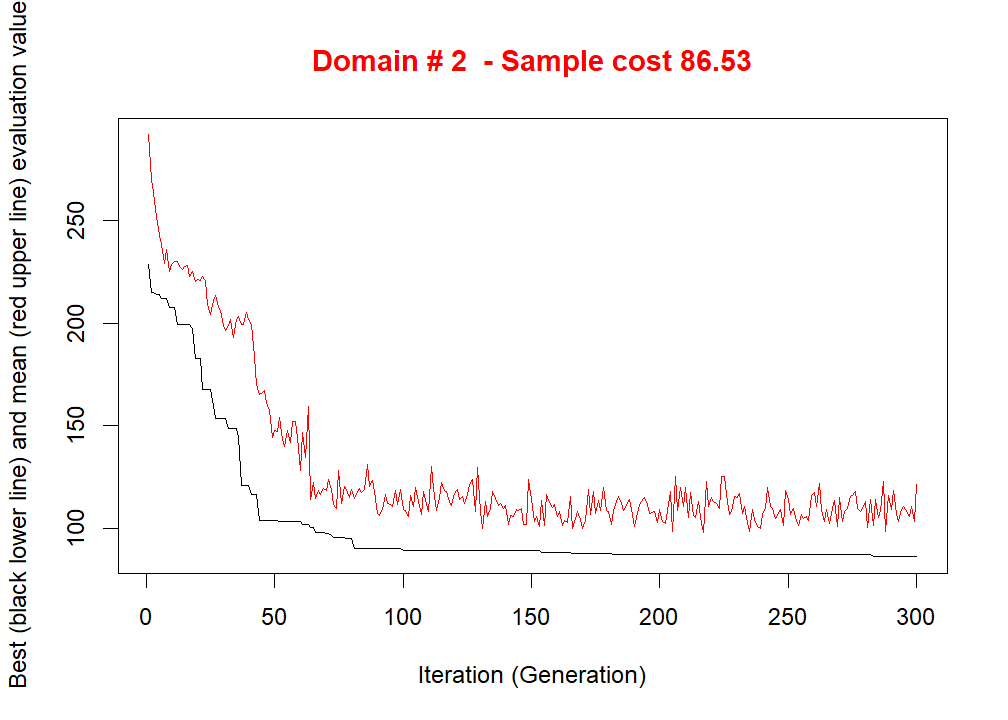 Domain # 2  - Sample cost 86.53
Best (black lower line) and mean (red upper line) evaluation value
250
200
150
100
0 50 100 150 200 250 300
Iteration (Generation)